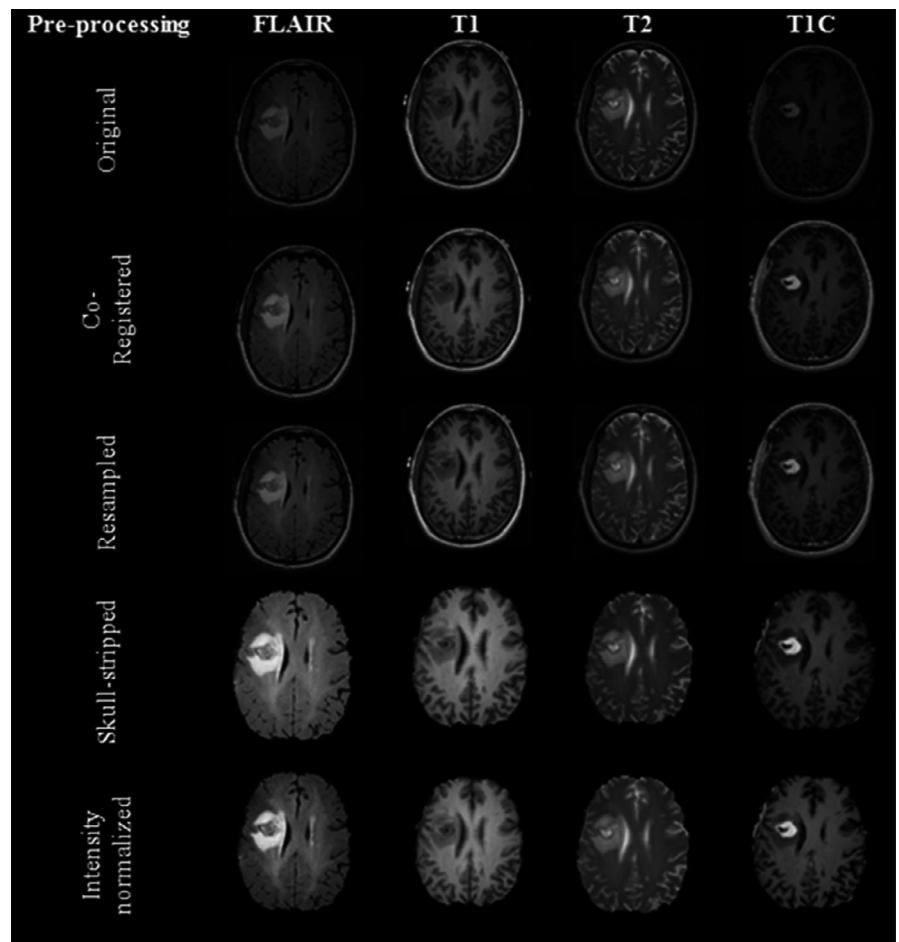 Pre-processing FLAIR T1 T2 T1C
Original
Co-
Registered
Resampled
Skull-stripped
Intensity
normalized